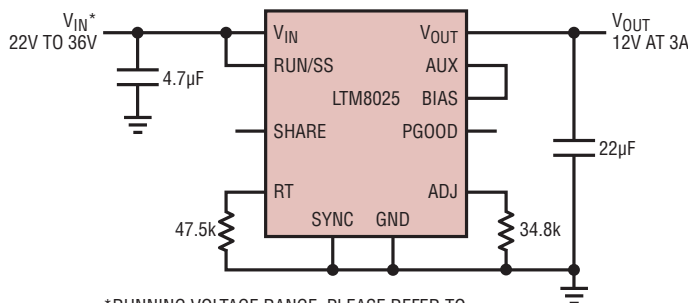 VIN*
22V TO 36V
4.7µF
VIN
RUN/SS
SHARE
RT
SYNC
GND
LTM8025
VOUT
AUX
BIAS
PGOOD
ADJ
47.5k
34.8k
VOUT
12V AT 3A
22µF
*RUNNING VOLTAGE RANGE. PLEASE REFER TO